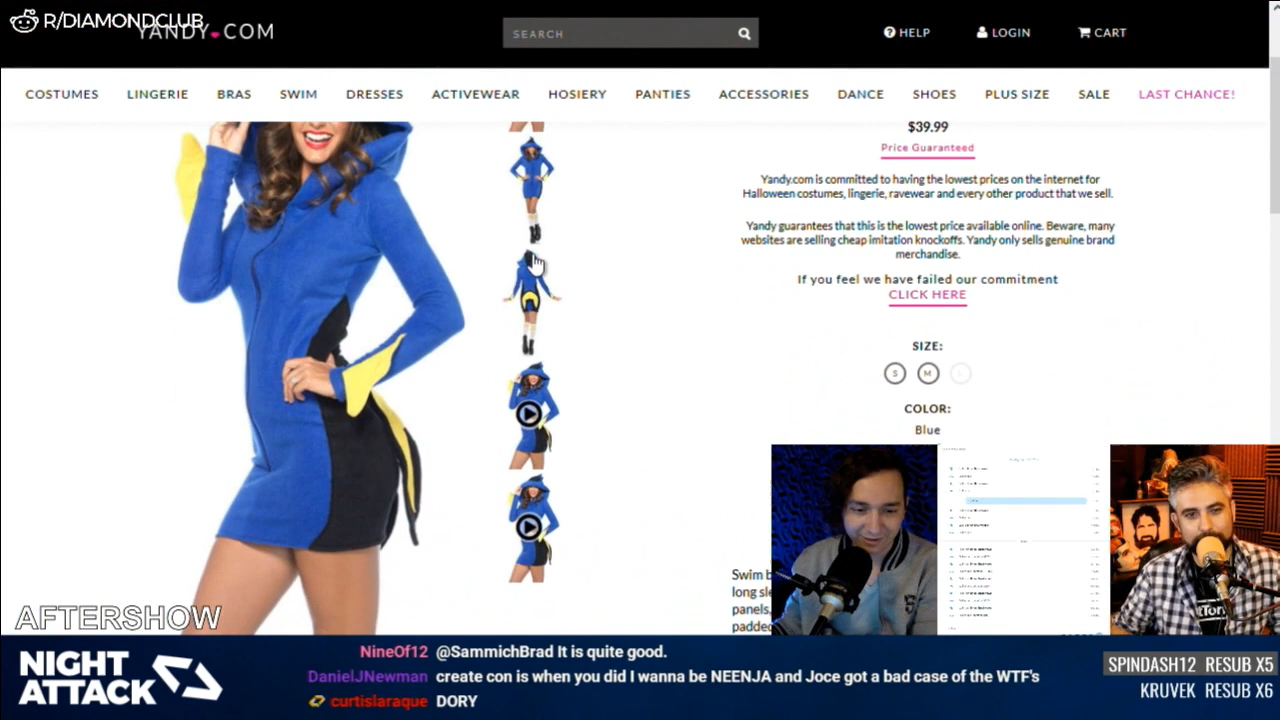 R/DIAMONDCLUB
YANDY.COM
SEARCH
HELP
LOGIN
CART
COSTUMES
LINGERIE
BRAS
SWIM
DRESSES
ACTIVEWEAR
HOSIERY
PANTIES
ACCESSORIES
DANCE
SHOES
PLUS SIZE
SALE
LAST CHANCE!
$39.99
Price Guaranteed
Yandy.com is committed to having the lowest prices on the internet for
Halloween costumes, lingerie, ravewear and every other product that we sell.
Yandy guarantees that this is the lowest price available online. Beware, many
websites are selling cheap imitation knockoffs. Yandy only sells genuine brand
merchandise.
If you feel we have failed our commitment
CLICK HERE
SIZE:
S
M
L
COLOR:
Blue
Swim b
long sle
panels,
padded
AFTERSHOW
NIGHT
ATTACK
NineOf12 @SammichBrad It is quite good.
DanielJNewman create con is when you did I wanna be NEENJA and Joce got a bad case of the WTF's
curtislaraque DORY
SPINDASH12 RESUB X5
KRUVEK RESUB X6